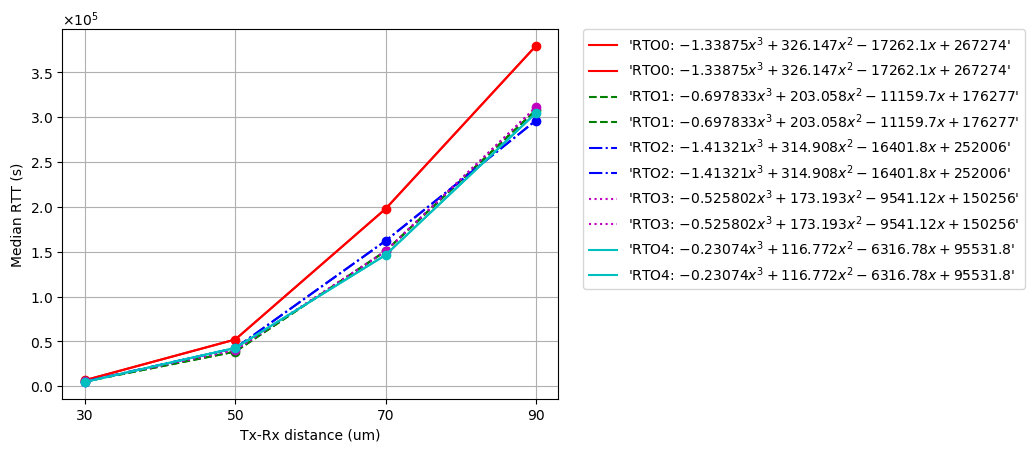 ×10⁵
3.5
3.0
2.5
2.0
1.5
1.0
0.5
0.0
Median RTT (s)
30 50 70 90
Tx-Rx distance (um)
'RTO0: −1.33875x³ + 326.147x² − 17262.1x + 267274'
'RTO0: −1.33875x³ + 326.147x² − 17262.1x + 267274'
'RTO1: −0.697833x³ + 203.058x² − 11159.7x + 176277'
'RTO1: −0.697833x³ + 203.058x² − 11159.7x + 176277'
'RTO2: −1.41321x³ + 314.908x² − 16401.8x + 252006'
'RTO2: −1.41321x³ + 314.908x² − 16401.8x + 252006'
'RTO3: −0.525802x³ + 173.193x² − 9541.12x + 150256'
'RTO3: −0.525802x³ + 173.193x² − 9541.12x + 150256'
'RTO4: −0.23074x³ + 116.772x² − 6316.78x + 95531.8'
'RTO4: −0.23074x³ + 116.772x² − 6316.78x + 95531.8'